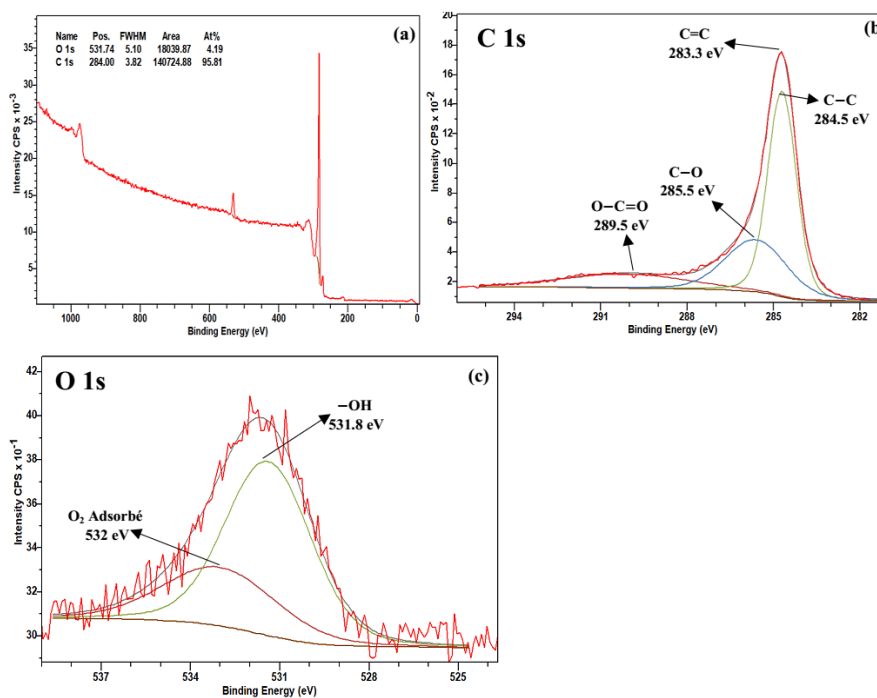 (a)
Name Pos. FWHM Area At%
O 1s 531.74 5.10 18039.87 4.19
C 1s 284.00 3.82 140724.88 95.81
Intensity CPS x 10⁻³
35
30
25
20
15
10
5
1000 800 600 400 200 0
Binding Energy (eV)
C 1s
(b)
C=C
283.3 eV
C−C
284.5 eV
C−O
285.5 eV
O−C=O
289.5 eV
Intensity CPS x 10⁻²
20
18
16
14
12
10
8
6
4
2
294 291 288 285 282
Binding Energy (eV)
O 1s
(c)
−OH
531.8 eV
O₂ Adsorbé
532 eV
Intensity CPS x 10⁻¹
42
40
38
36
34
32
30
537 534 531 528 525
Binding Energy (eV)